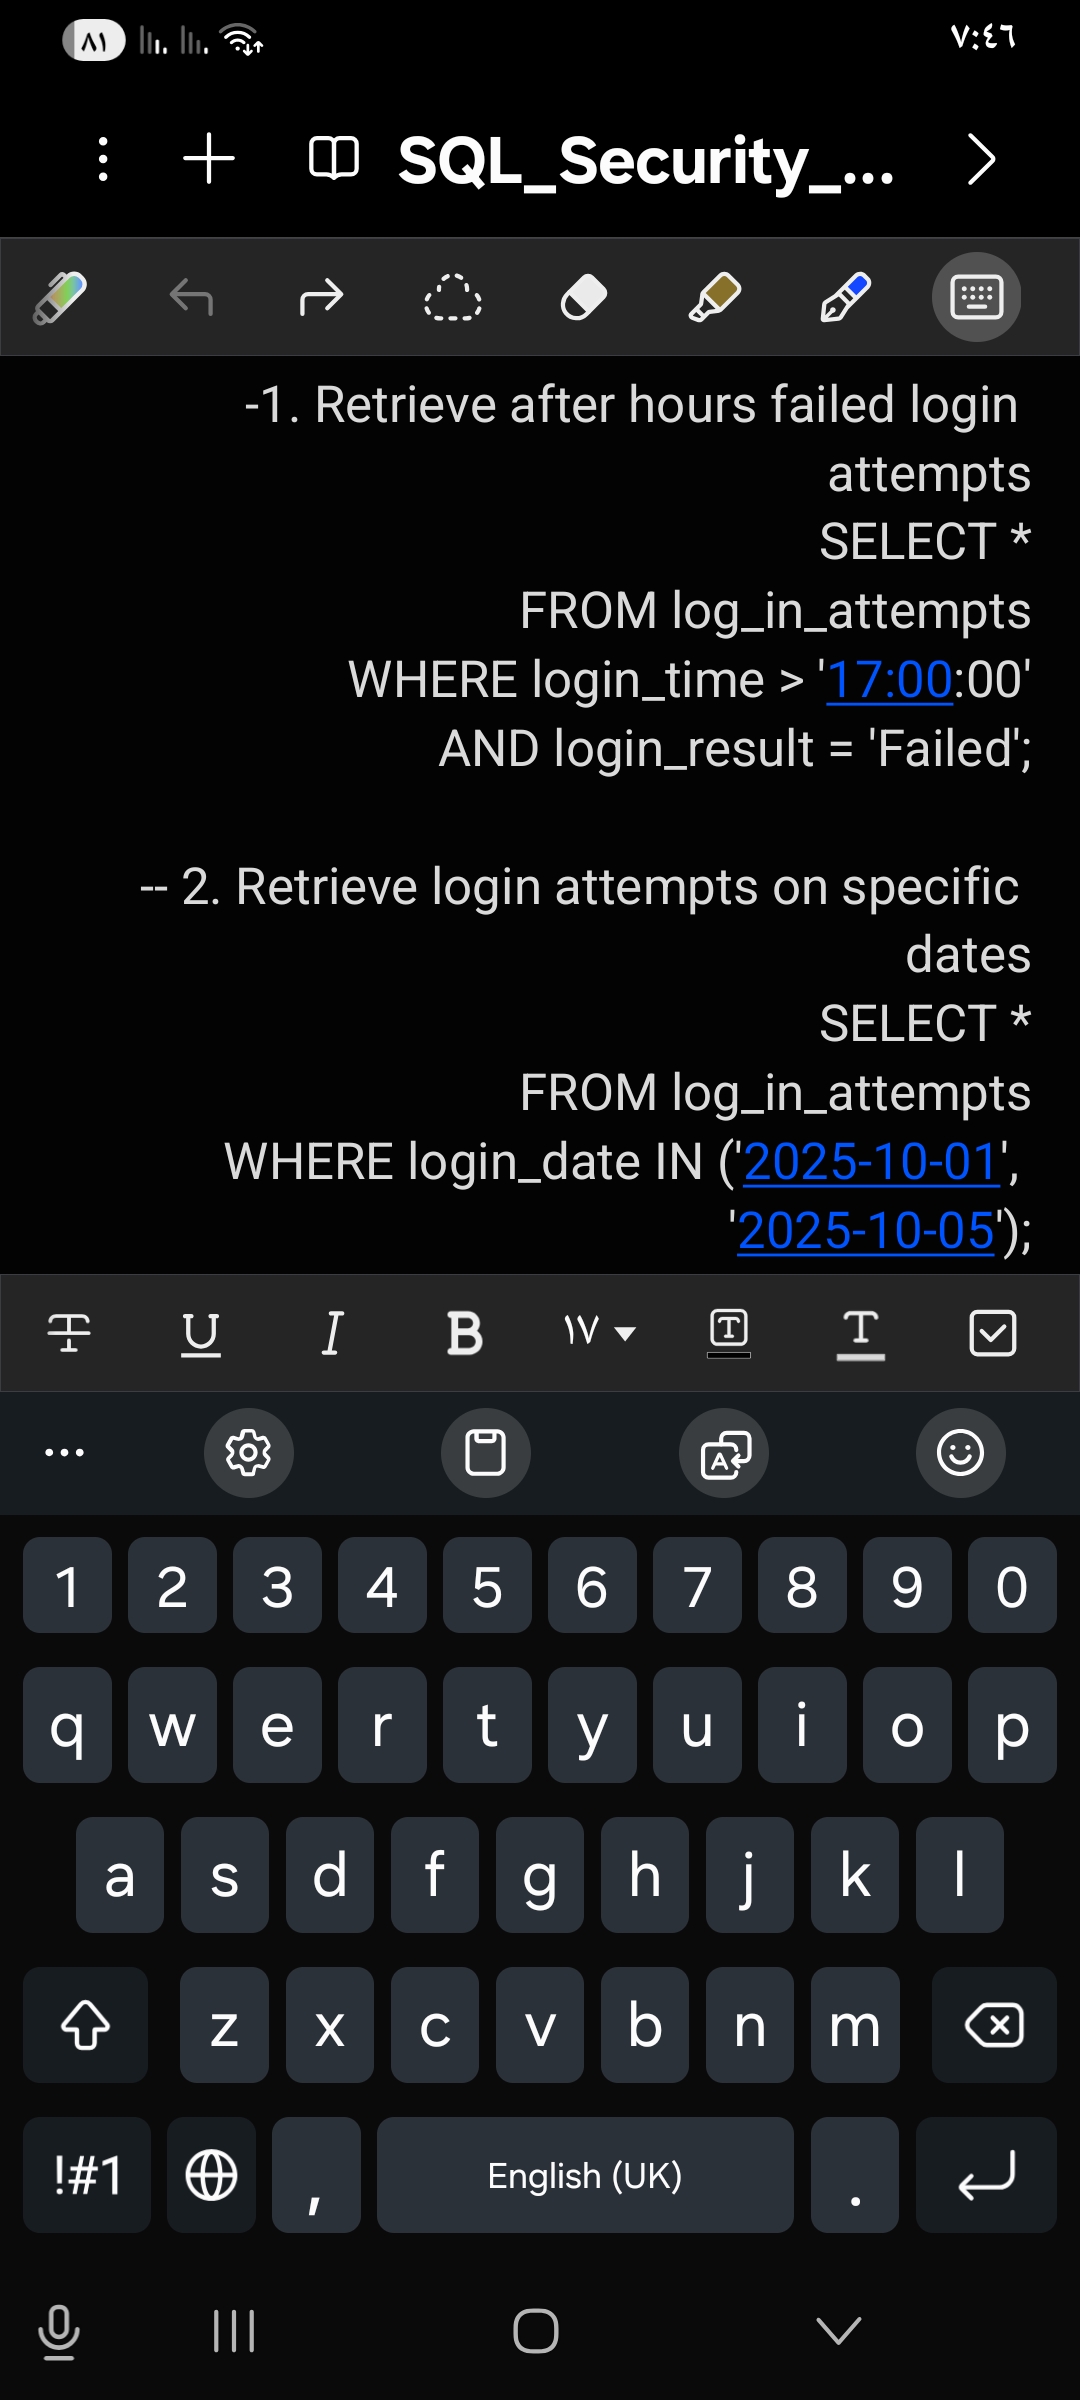 ٨١
٧:٤٦
SQL_Security_...
-1. Retrieve after hours failed login
attempts
SELECT *
FROM log_in_attempts
WHERE login_time > '17:00:00'
AND login_result = 'Failed';
-- 2. Retrieve login attempts on specific
dates
SELECT *
FROM log_in_attempts
WHERE login_date IN ('2025-10-01',
'2025-10-05');
T U I B ١٧ T T
A
1 2 3 4 5 6 7 8 9 0
q w e r t y u i o p
a s d f g h j k l
z x c v b n m
!#1 , English (UK) .